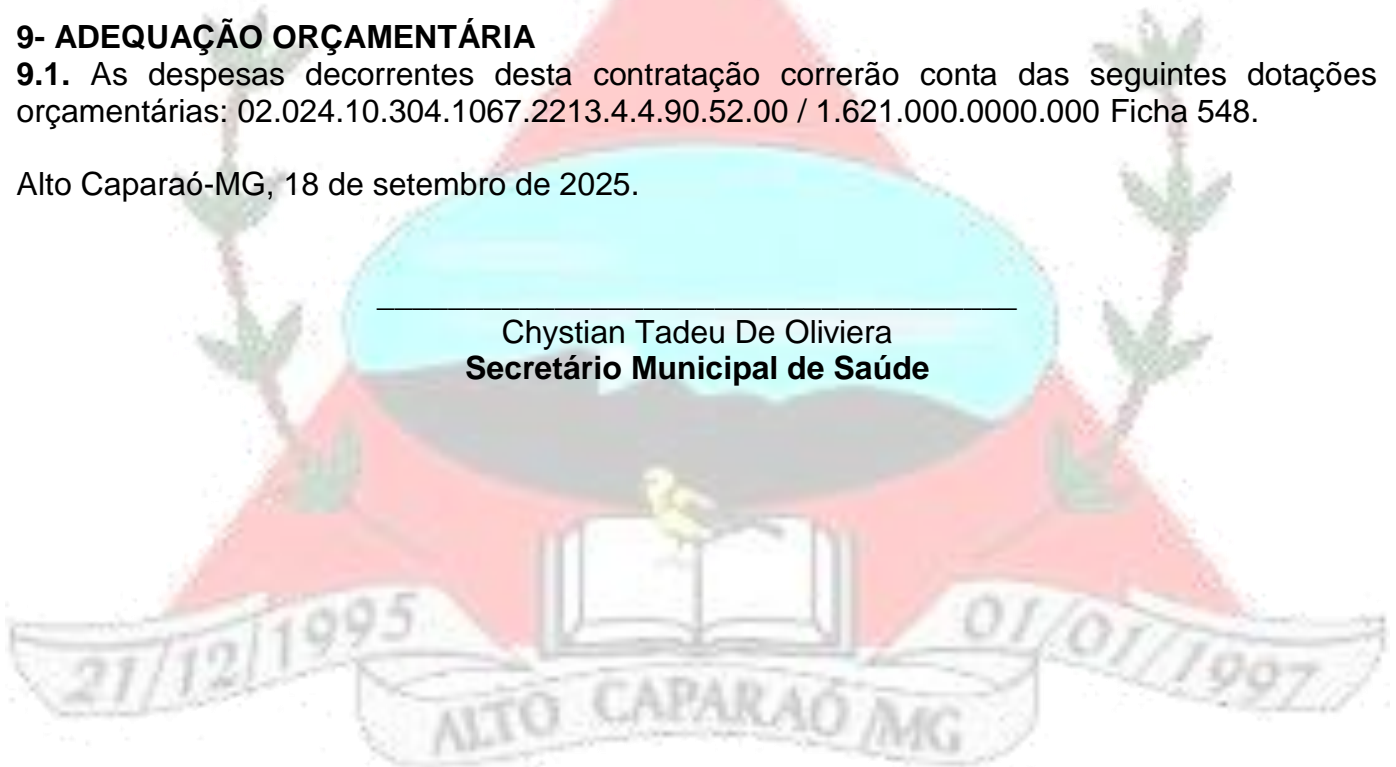 9- ADEQUAÇÃO ORÇAMENTÁRIA
9.1. As despesas decorrentes desta contratação correrão conta das seguintes dotações
orçamentárias: 02.024.10.304.1067.2213.4.4.90.52.00 / 1.621.000.0000.000 Ficha 548.
Alto Caparaó-MG, 18 de setembro de 2025.
Chystian Tadeu De Oliviera
Secretário Municipal de Saúde
21/12/1995
01/01/1997
ALTO CAPARAÓ MG